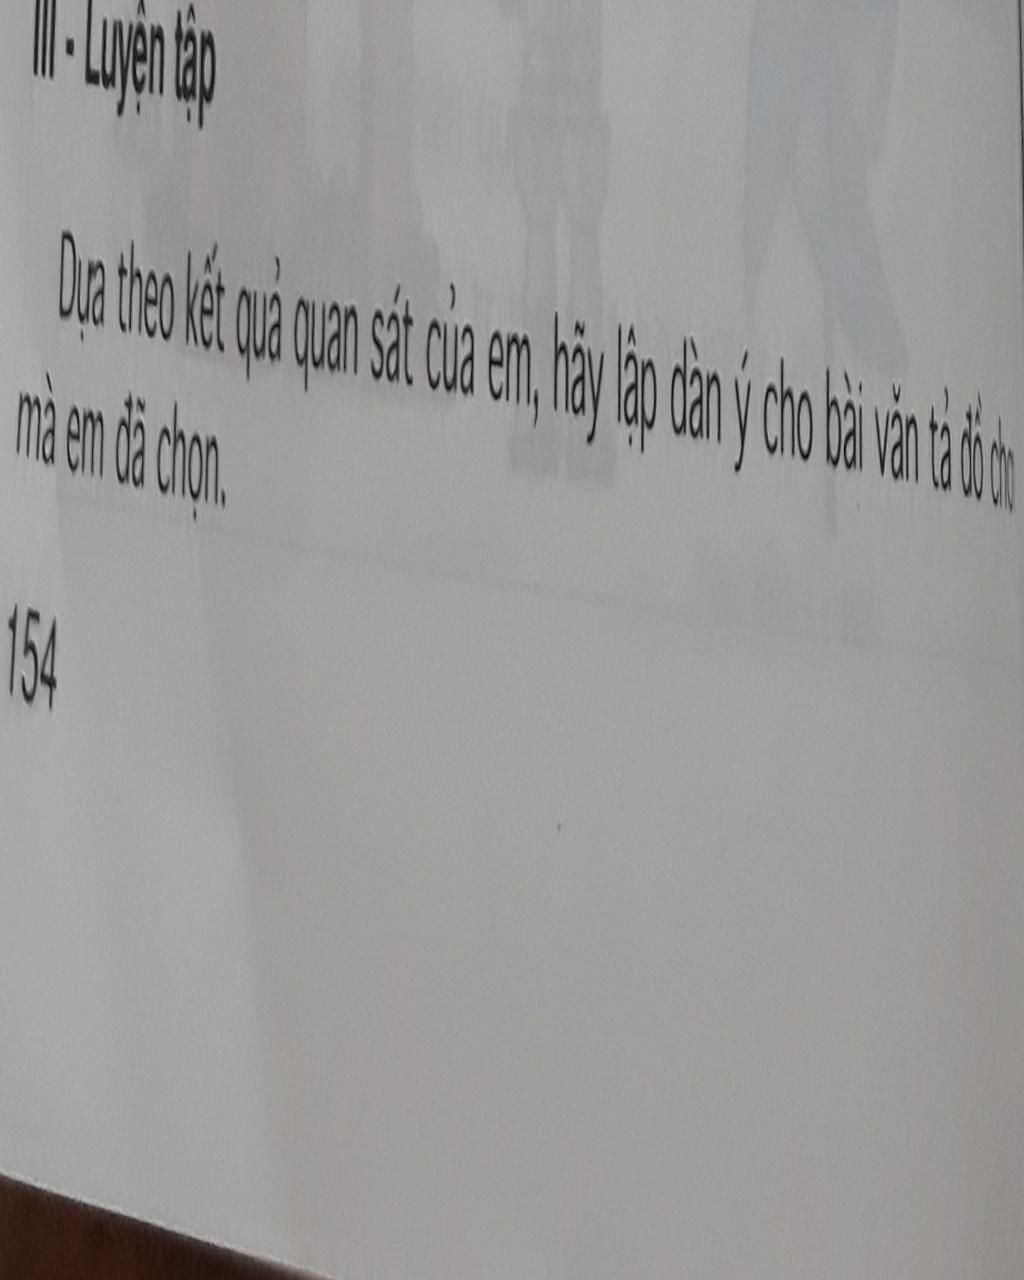 III - Luyện tập
Dựa theo kết quả quan sát của em, hãy lập dàn ý cho bài văn tả đồ
mà em đã chọn.
154